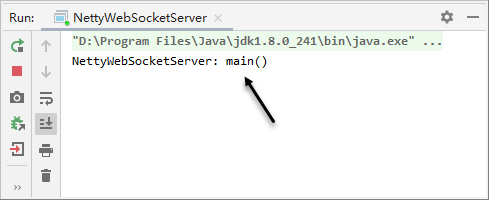 Run: NettyWebSocketServer
"D:\Program Files\Java\jdk1.8.0_241\bin\java.exe" ...
NettyWebSocketServer: main()